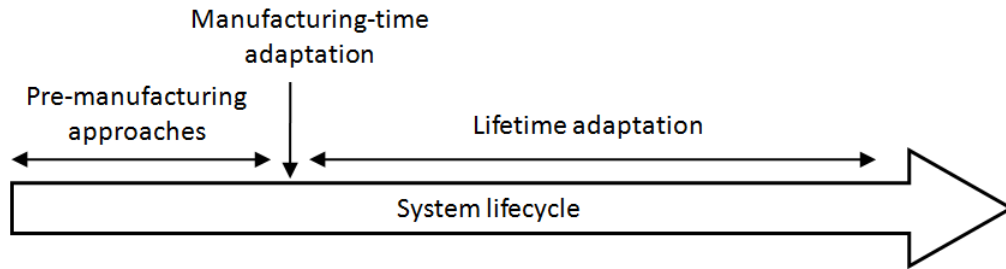 Manufacturing-time
adaptation
Pre-manufacturing
approaches
Lifetime adaptation
System lifecycle